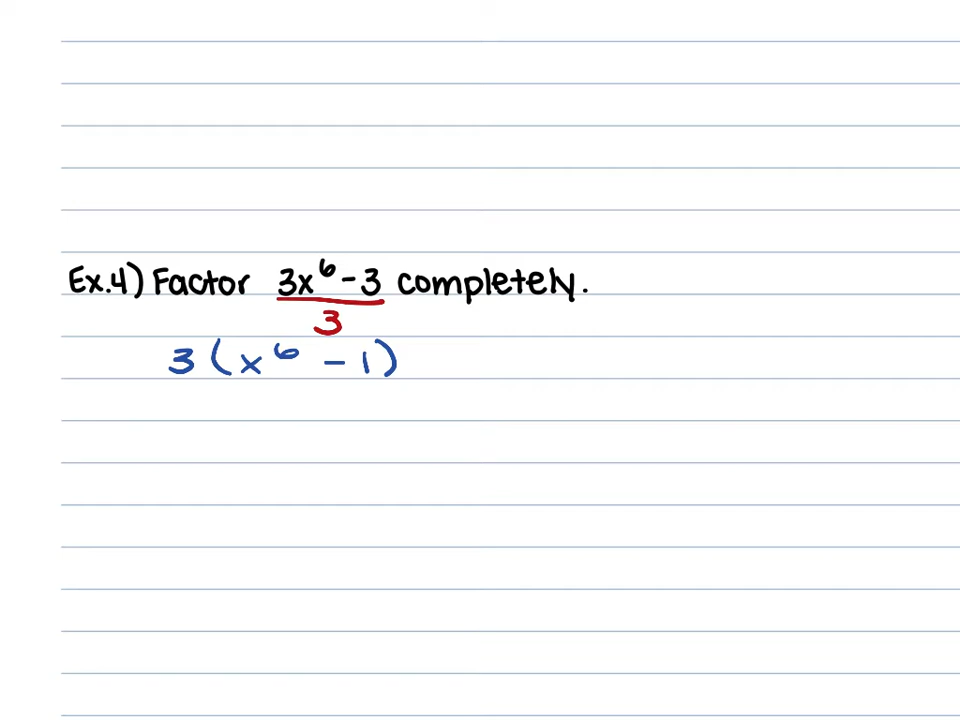 Ex.4) Factor 3x⁶ - 3 completely.
3
3 (x⁶ - 1)